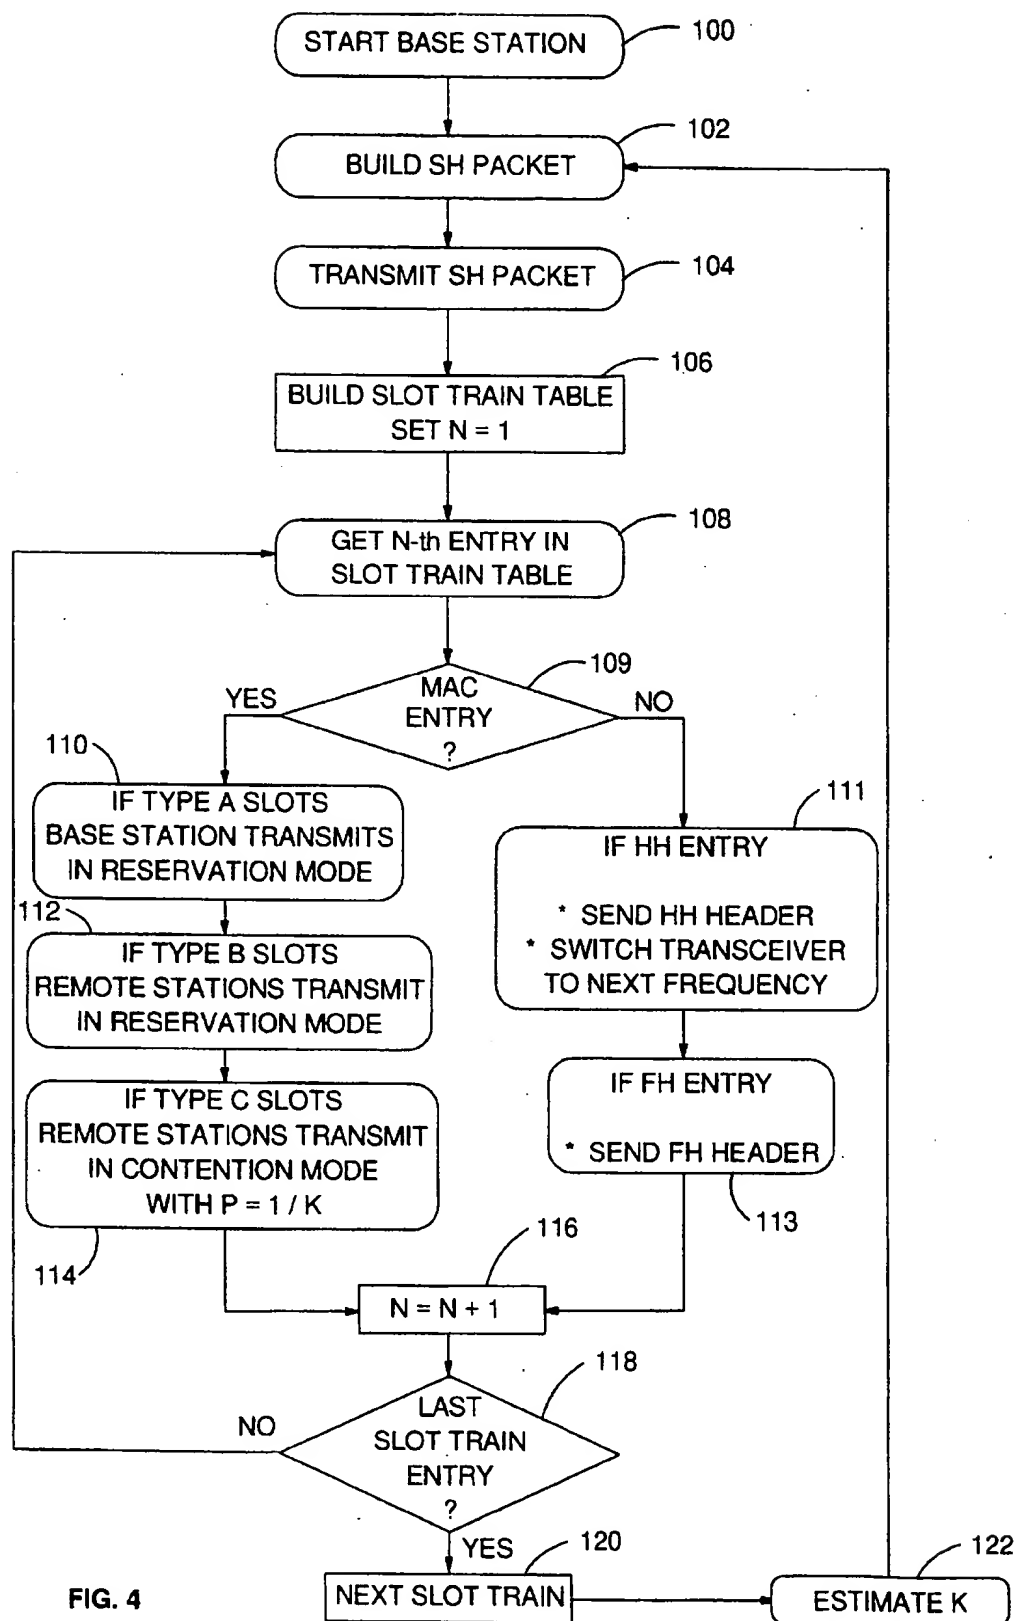 START BASE STATION
100
102
BUILD SH PACKET
TRANSMIT SH PACKET
104
106
BUILD SLOT TRAIN TABLE
SET N = 1
108
GET N-th ENTRY IN
SLOT TRAIN TABLE
109
YES
MAC
ENTRY
?
NO
110
IF TYPE A SLOTS
BASE STATION TRANSMITS
IN RESERVATION MODE
111
IF HH ENTRY
* SEND HH HEADER
* SWITCH TRANSCEIVER
TO NEXT FREQUENCY
112
IF TYPE B SLOTS
REMOTE STATIONS TRANSMIT
IN RESERVATION MODE
IF FH ENTRY
* SEND FH HEADER
113
IF TYPE C SLOTS
REMOTE STATIONS TRANSMIT
IN CONTENTION MODE
WITH P = 1 / K
114
116
N = N + 1
118
NO
LAST
SLOT TRAIN
ENTRY
?
YES
120
NEXT SLOT TRAIN
122
ESTIMATE K
FIG. 4